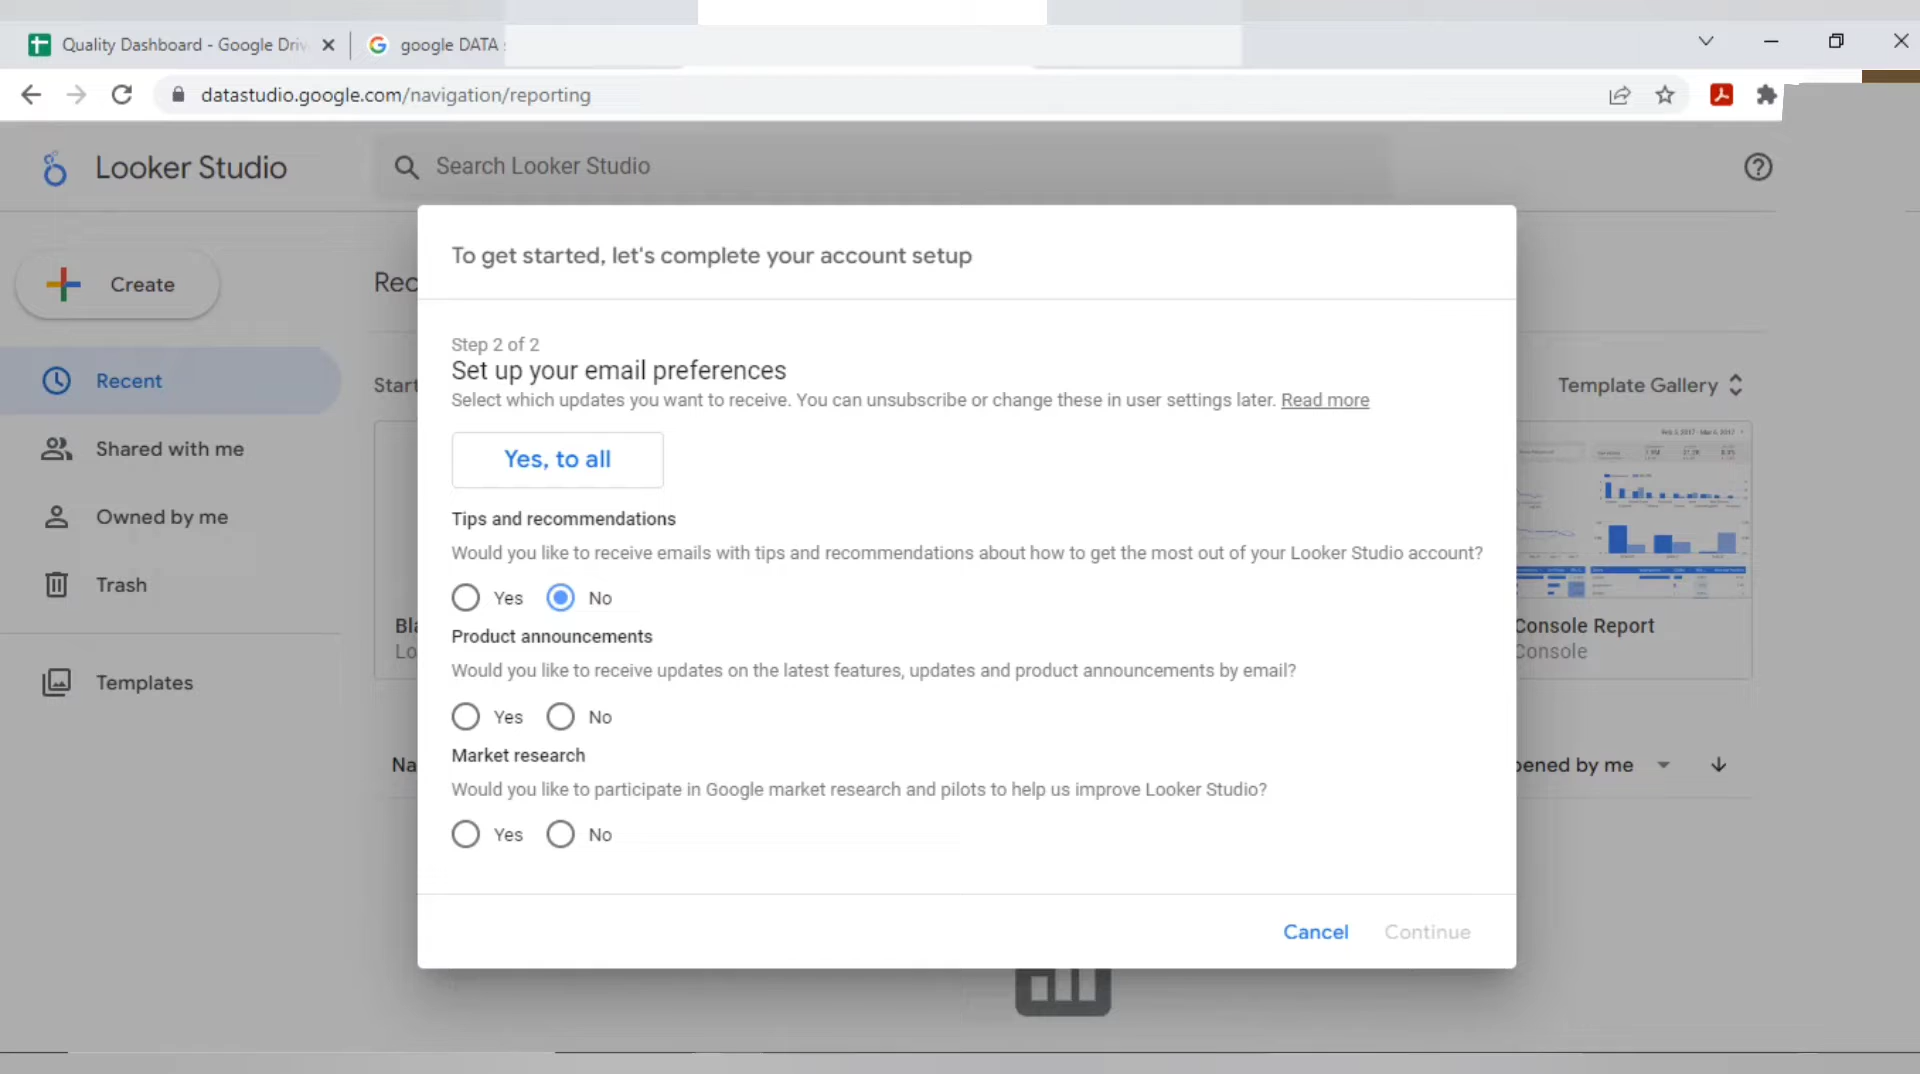 Quality Dashboard - Google Driv
google DATA
datastudio.google.com/navigation/reporting
Looker Studio
Search Looker Studio
To get started, let's complete your account setup
Create
Rec
Step 2 of 2
Set up your email preferences
Select which updates you want to receive. You can unsubscribe or change these in user settings later. Read more
Recent
Start
Template Gallery
Yes, to all
Shared with me
Tips and recommendations
Owned by me
Would you like to receive emails with tips and recommendations about how to get the most out of your Looker Studio account?
Trash
Yes No
Bla
Console Report
Product announcements
Lo
Console
Would you like to receive updates on the latest features, updates and product announcements by email?
Templates
Yes No
Market research
Na
pened by me
Would you like to participate in Google market research and pilots to help us improve Looker Studio?
Yes No
Cancel Continue